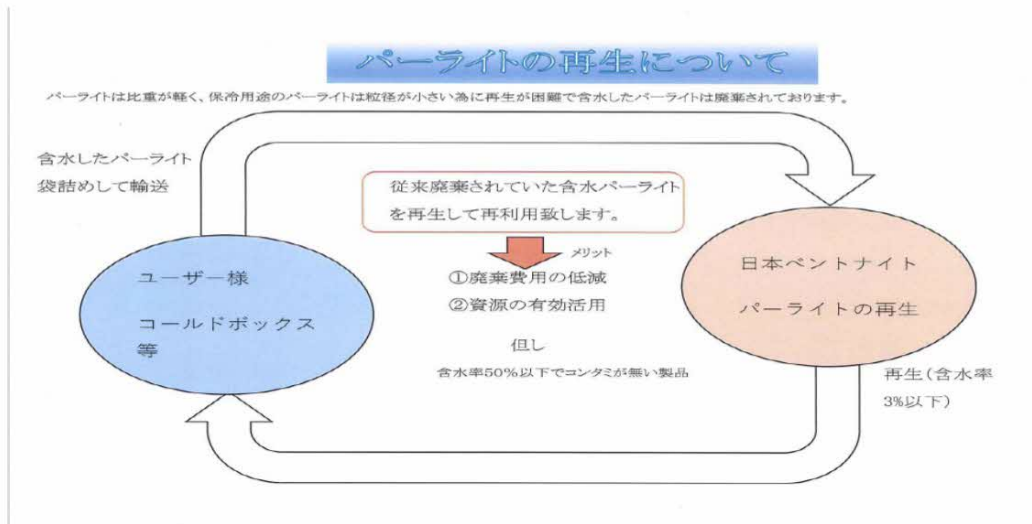 パーライトの再生について
パーライトは比重が軽く、保冷用途のパーライトは粒径が小さい為に再生が困難で含水したパーライトは廃棄されております。
含水したパーライト
袋詰めして輸送
従来廃棄されていた含水パーライト
を再生して再利用致します。
メリット
①廃棄費用の低減
②資源の有効活用
但し
含水率50%以下でコンタミが無い製品
ユーザー様
コールドボックス
等
日本ベントナイト
パーライトの再生
再生(含水率
3%以下)